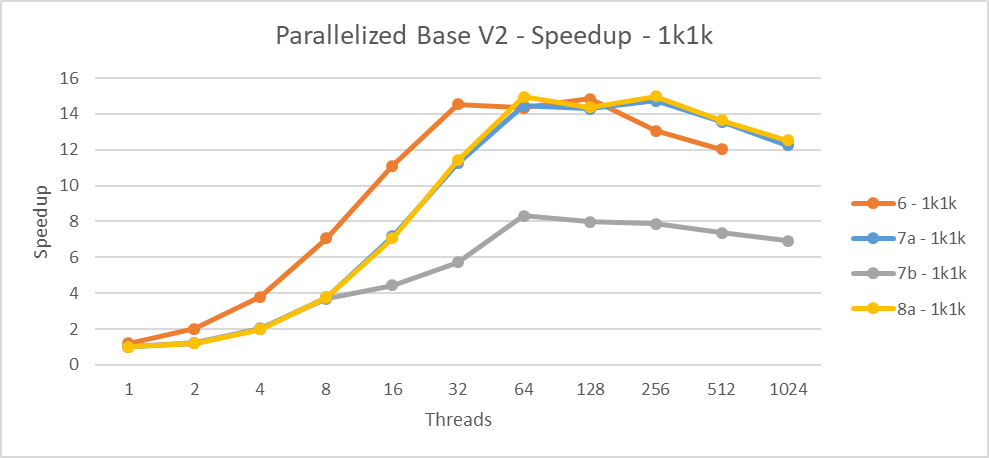 Parallelized Base V2 - Speedup - 1k1k
16
14
12
10
8
6
4
2
0
Speedup
1 2 4 8 16 32 64 128 256 512 1024
Threads
6 - 1k1k
7a - 1k1k
7b - 1k1k
8a - 1k1k